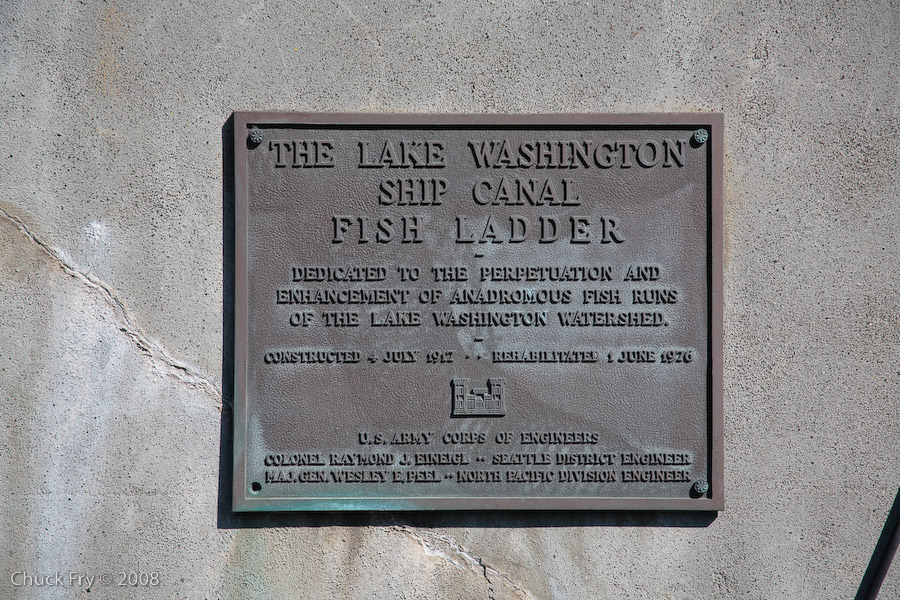 THE LAKE WASHINGTON
SHIP CANAL
FISH LADDER
DEDICATED TO THE PERPETUATION AND
ENHANCEMENT OF ANADROMOUS FISH RUNS
OF THE LAKE WASHINGTON WATERSHED.
CONSTRUCTED 4 JULY 1917 •• REHABILITATED 1 JUNE 1976
U.S. ARMY CORPS OF ENGINEERS
COLONEL RAYMOND J. EINEIGL •• SEATTLE DISTRICT ENGINEER
MAJ. GEN. WESLEY E. PEEL •• NORTH PACIFIC DIVISION ENGINEER
Chuck Fry © 2008